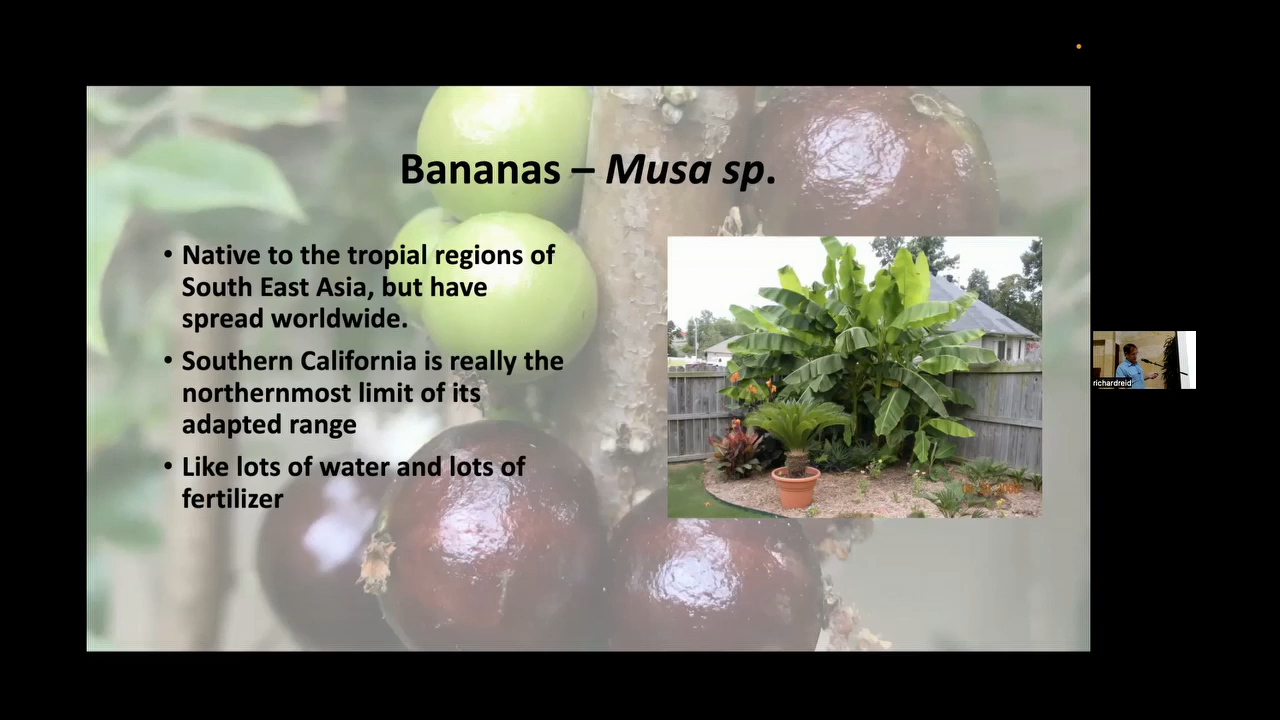 Bananas – Musa sp.
• Native to the tropial regions of
South East Asia, but have
spread worldwide.
• Southern California is really the
northernmost limit of its
adapted range
• Like lots of water and lots of
fertilizer
richardreid